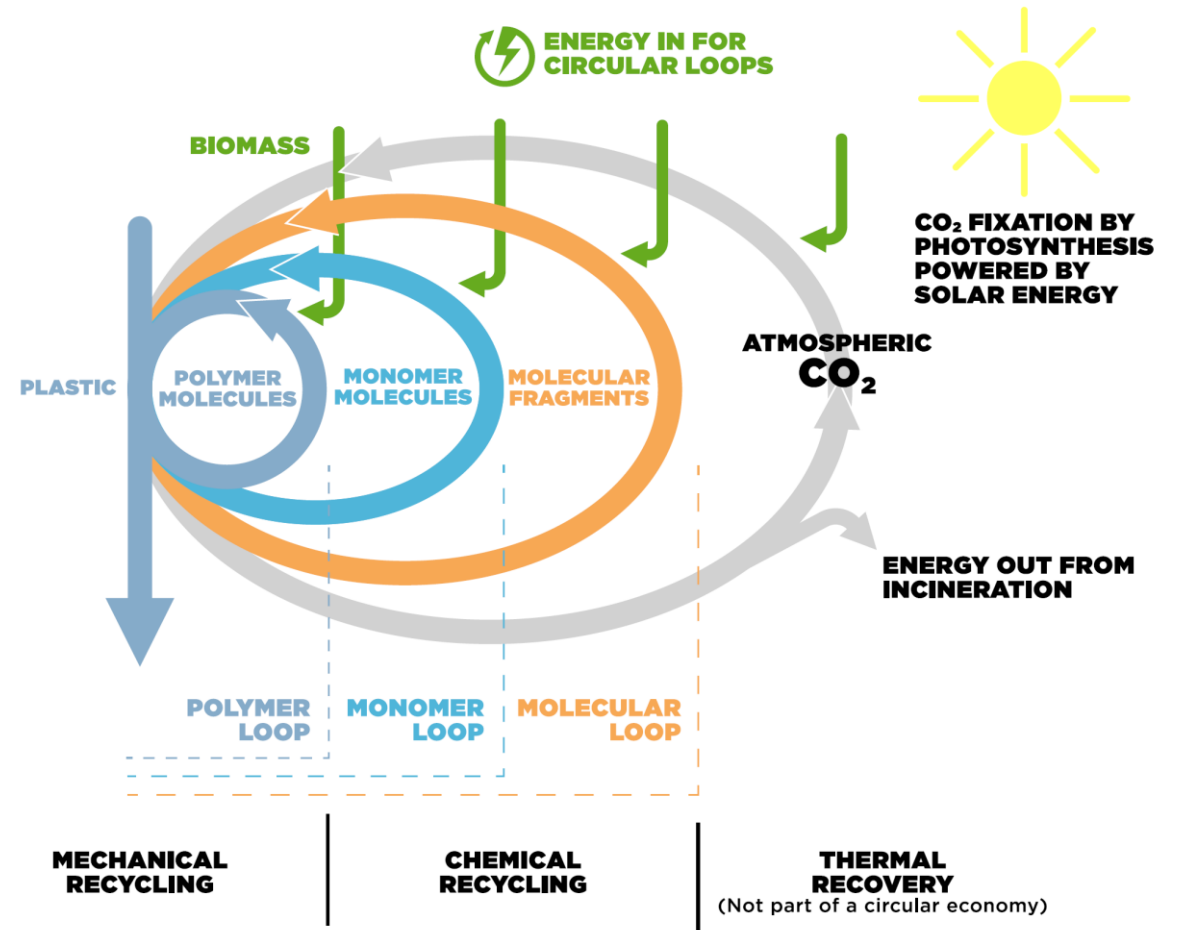 ENERGY IN FOR
CIRCULAR LOOPS
BIOMASS
CO₂ FIXATION BY
PHOTOSYNTHESIS
POWERED BY
SOLAR ENERGY
ATMOSPHERIC
CO₂
PLASTIC
POLYMER
MOLECULES
MONOMER
MOLECULES
MOLECULAR
FRAGMENTS
ENERGY OUT FROM
INCINERATION
POLYMER
LOOP
MONOMER
LOOP
MOLECULAR
LOOP
MECHANICAL
RECYCLING
CHEMICAL
RECYCLING
THERMAL
RECOVERY
(Not part of a circular economy)